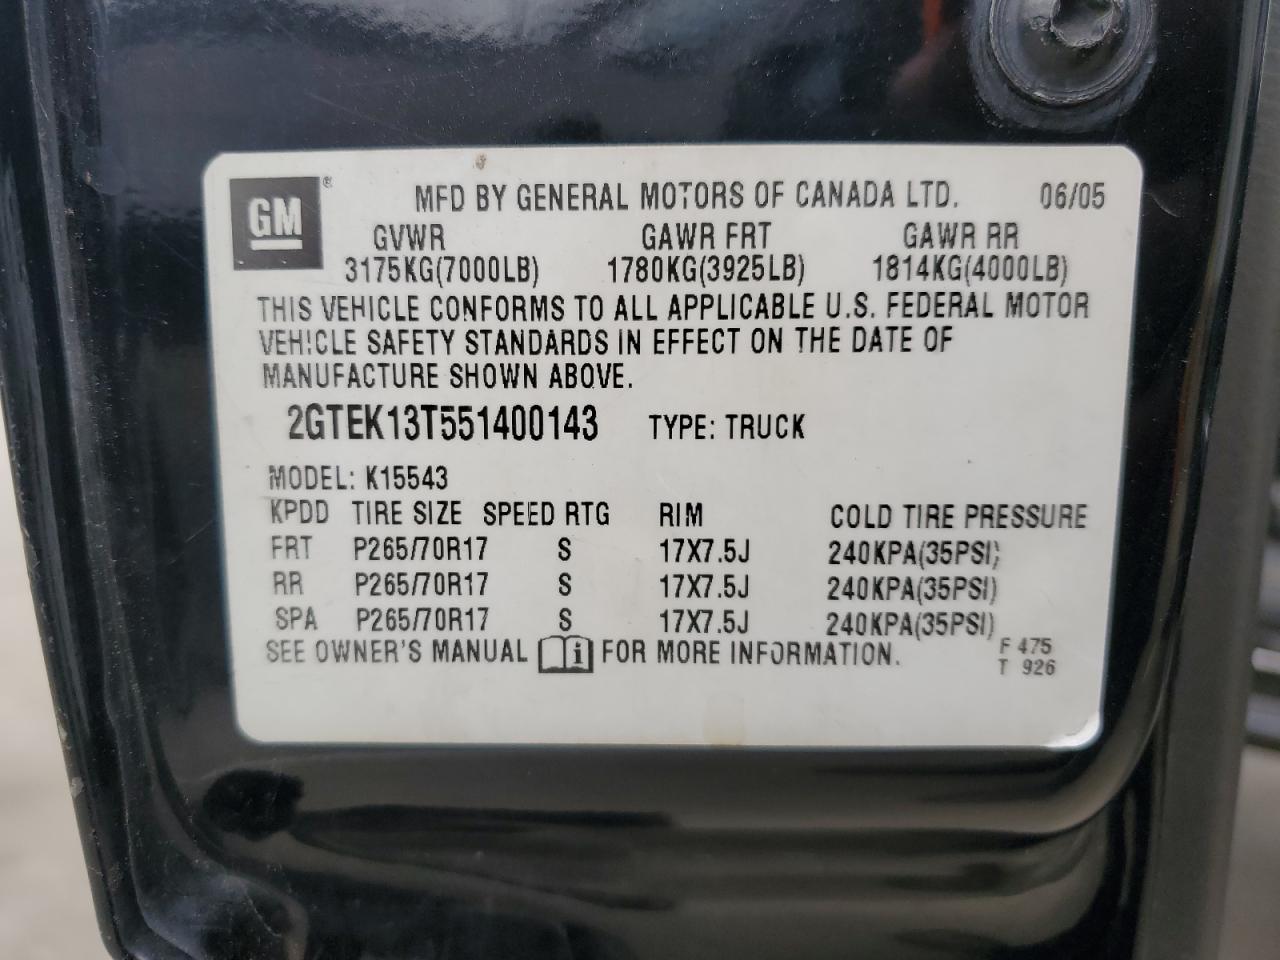 GM ® MFD BY GENERAL MOTORS OF CANADA LTD. 06/05
GVWR GAWR FRT GAWR RR
3175KG(7000LB) 1780KG(3925LB) 1814KG(4000LB)
THIS VEHICLE CONFORMS TO ALL APPLICABLE U.S. FEDERAL MOTOR
VEHICLE SAFETY STANDARDS IN EFFECT ON THE DATE OF
MANUFACTURE SHOWN ABOVE.
2GTEK13T551400143 TYPE: TRUCK
MODEL: K15543
KPDD TIRE SIZE SPEED RTG RIM COLD TIRE PRESSURE
FRT P265/70R17 S 17X7.5J 240KPA(35PSI)
RR P265/70R17 S 17X7.5J 240KPA(35PSI)
SPA P265/70R17 S 17X7.5J 240KPA(35PSI)
SEE OWNER'S MANUAL i FOR MORE INFORMATION. F 475
T 926